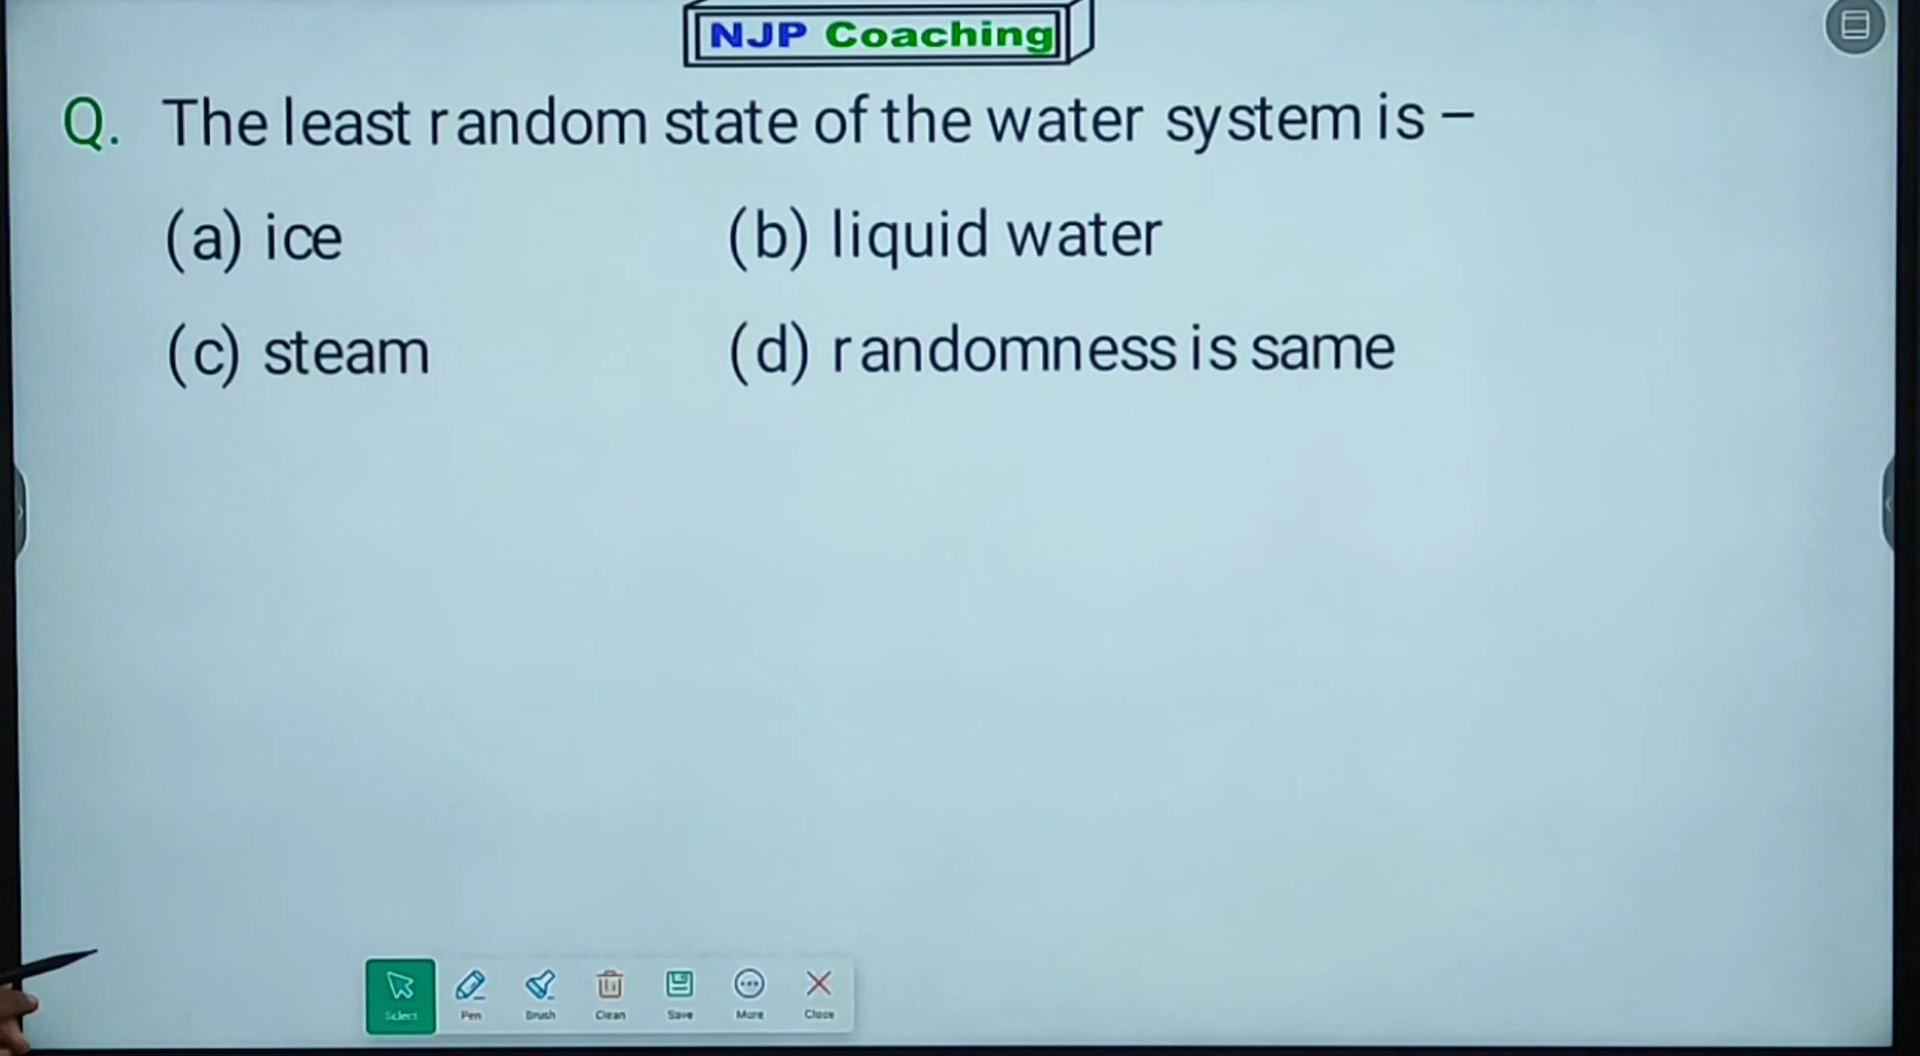 NJP Coaching
Q. The least random state of the water system is –
(a) ice (b) liquid water
(c) steam (d) randomness is same
Select Pen Brush Clean Save More Close